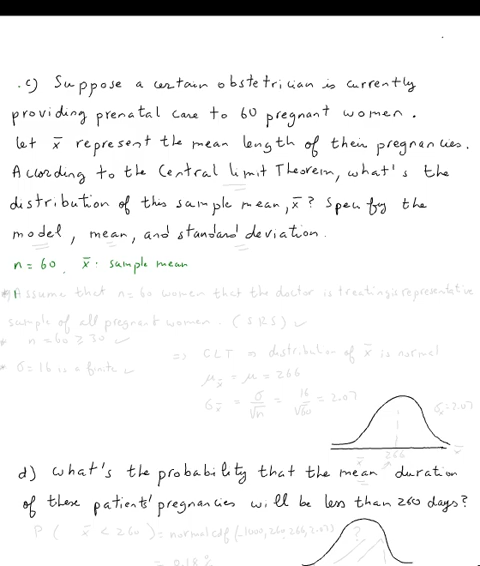 .c) Suppose a certain obstetrician is currently
providing prenatal care to 60 pregnant women.
Let x̄ represent the mean length of their pregnancies.
According to the Central Limit Theorem, what's the
distribution of this sample mean, x̄? Specify the
model, mean, and standard deviation.
n = 60. x̄: sample mean
* Assume that n = 60 women that the doctor is treating is representative
sample of all pregnant women. (SRS) ✓
* n = 60 ≥ 30 ✓
=> CLT => distribution of x̄ is normal
* σ = 16 is a finite ✓
μx̄ = μ = 266
σx̄ = σ/√n = 16/√60 = 2.07
σx̄ = 2.07
266
x̄
d) What's the probability that the mean duration
of these patients' pregnancies will be less than 260 days?
P ( x̄ < 260 ) = normalcdf (-1000, 260, 266, 2.07)
?
= 0.18 %